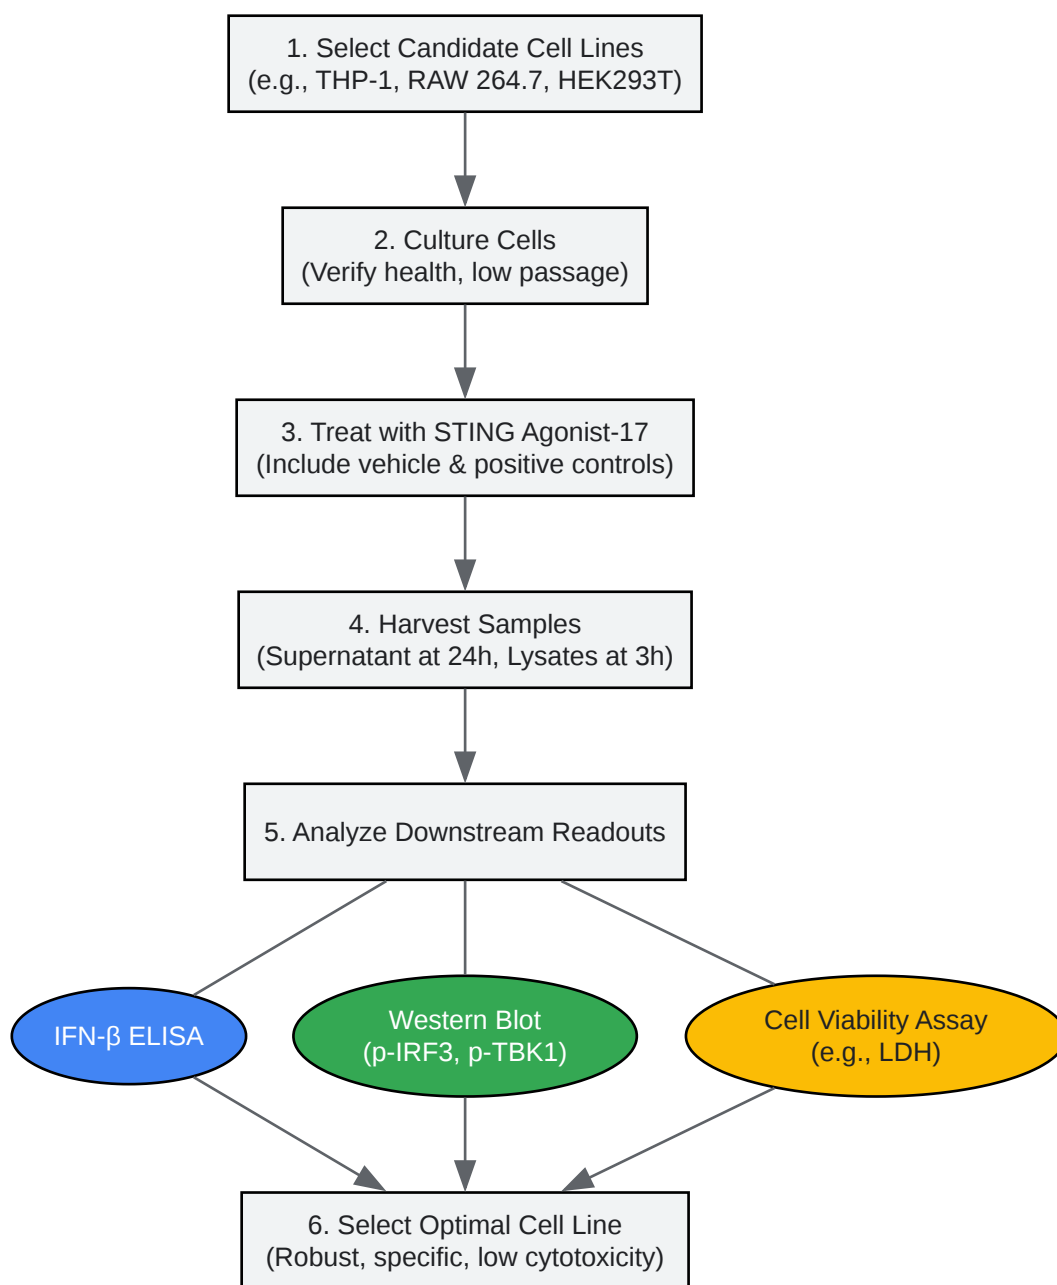 1. Select Candidate Cell Lines
(e.g., THP-1, RAW 264.7, HEK293T)
2. Culture Cells
(Verify health, low passage)
3. Treat with STING Agonist-17
(Include vehicle & positive controls)
4. Harvest Samples
(Supernatant at 24h, Lysates at 3h)
5. Analyze Downstream Readouts
IFN-β ELISA
Western Blot
(p-IRF3, p-TBK1)
Cell Viability Assay
(e.g., LDH)
6. Select Optimal Cell Line
(Robust, specific, low cytotoxicity)